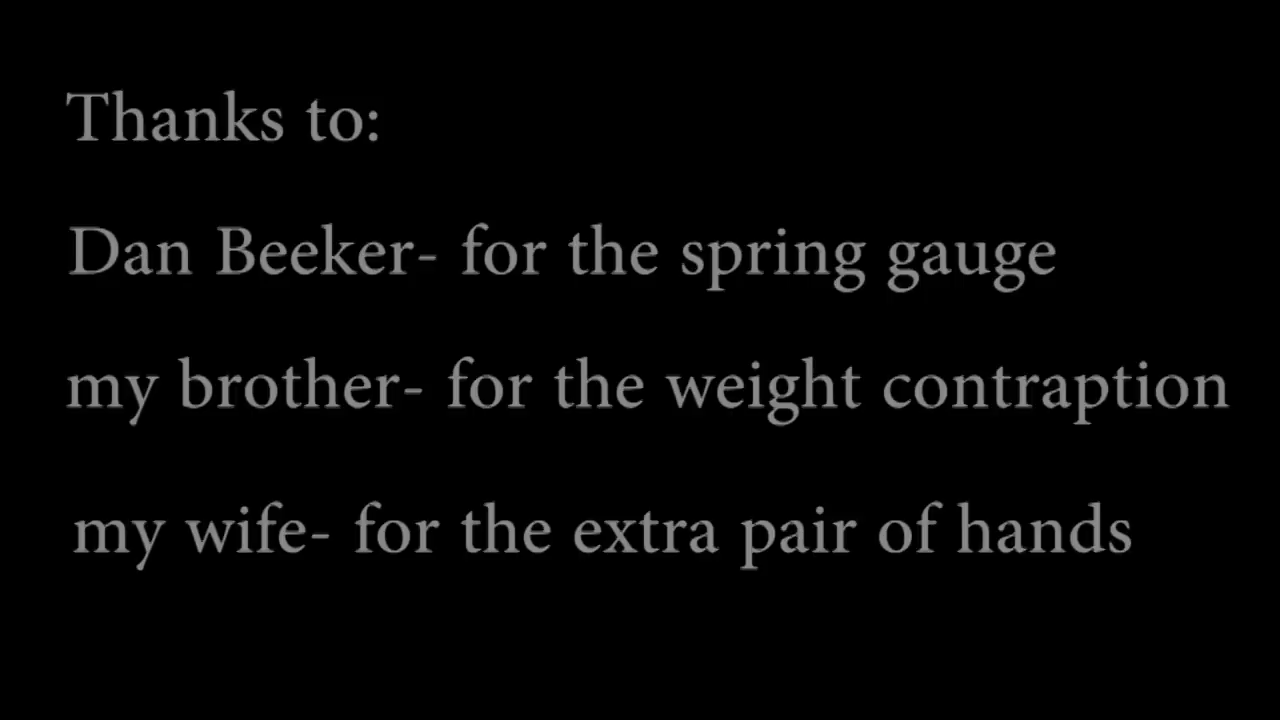 Thanks to:
Dan Beeker- for the spring gauge
my brother- for the weight contraption
my wife- for the extra pair of hands